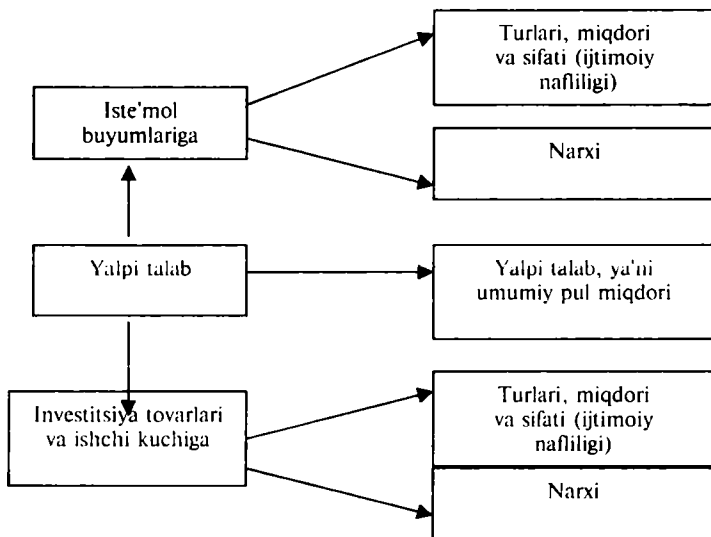 Turlari, miqdori
va sifati (ijtimoiy
nafliligi)
Iste'mol
buyumlariga
Narxi
Yalpi talab
Yalpi talab, ya'ni
umumiy pul miqdori
Investitsiya tovarlari
va ishchi kuchiga
Turlari, miqdori
va sifati (ijtimoiy
nafliligi)
Narxi